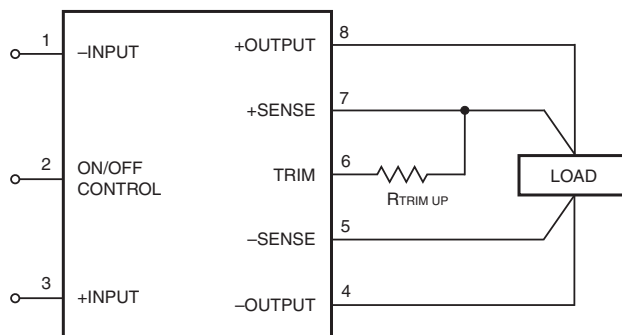 1
–INPUT
2
ON/OFF
CONTROL
3
+INPUT
+OUTPUT
8
+SENSE
7
TRIM
6
RTRIM UP
–SENSE
5
–OUTPUT
4
LOAD